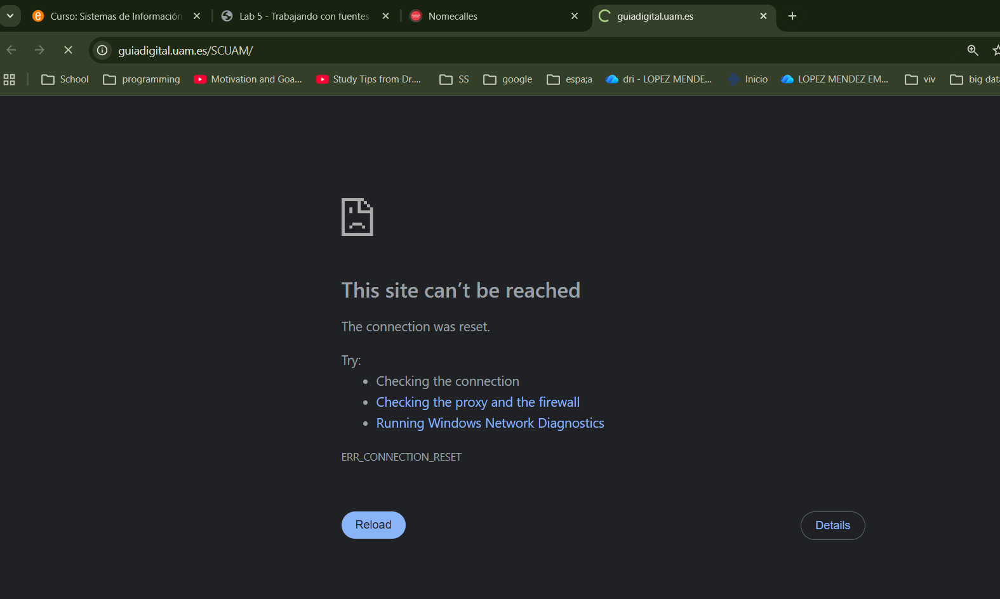 Curso: Sistemas de Información
Lab 5 - Trabajando con fuentes
Nomecalles
guiadigital.uam.es
guiadigital.uam.es/SCUAM/
School
programming
Motivation and Goa...
Study Tips from Dr....
SS
google
espa;a
dri - LOPEZ MENDE...
Inicio
LOPEZ MENDEZ EM...
viv
big dat
This site can’t be reached
The connection was reset.
Try:
Checking the connection
Checking the proxy and the firewall
Running Windows Network Diagnostics
ERR_CONNECTION_RESET
Reload
Details